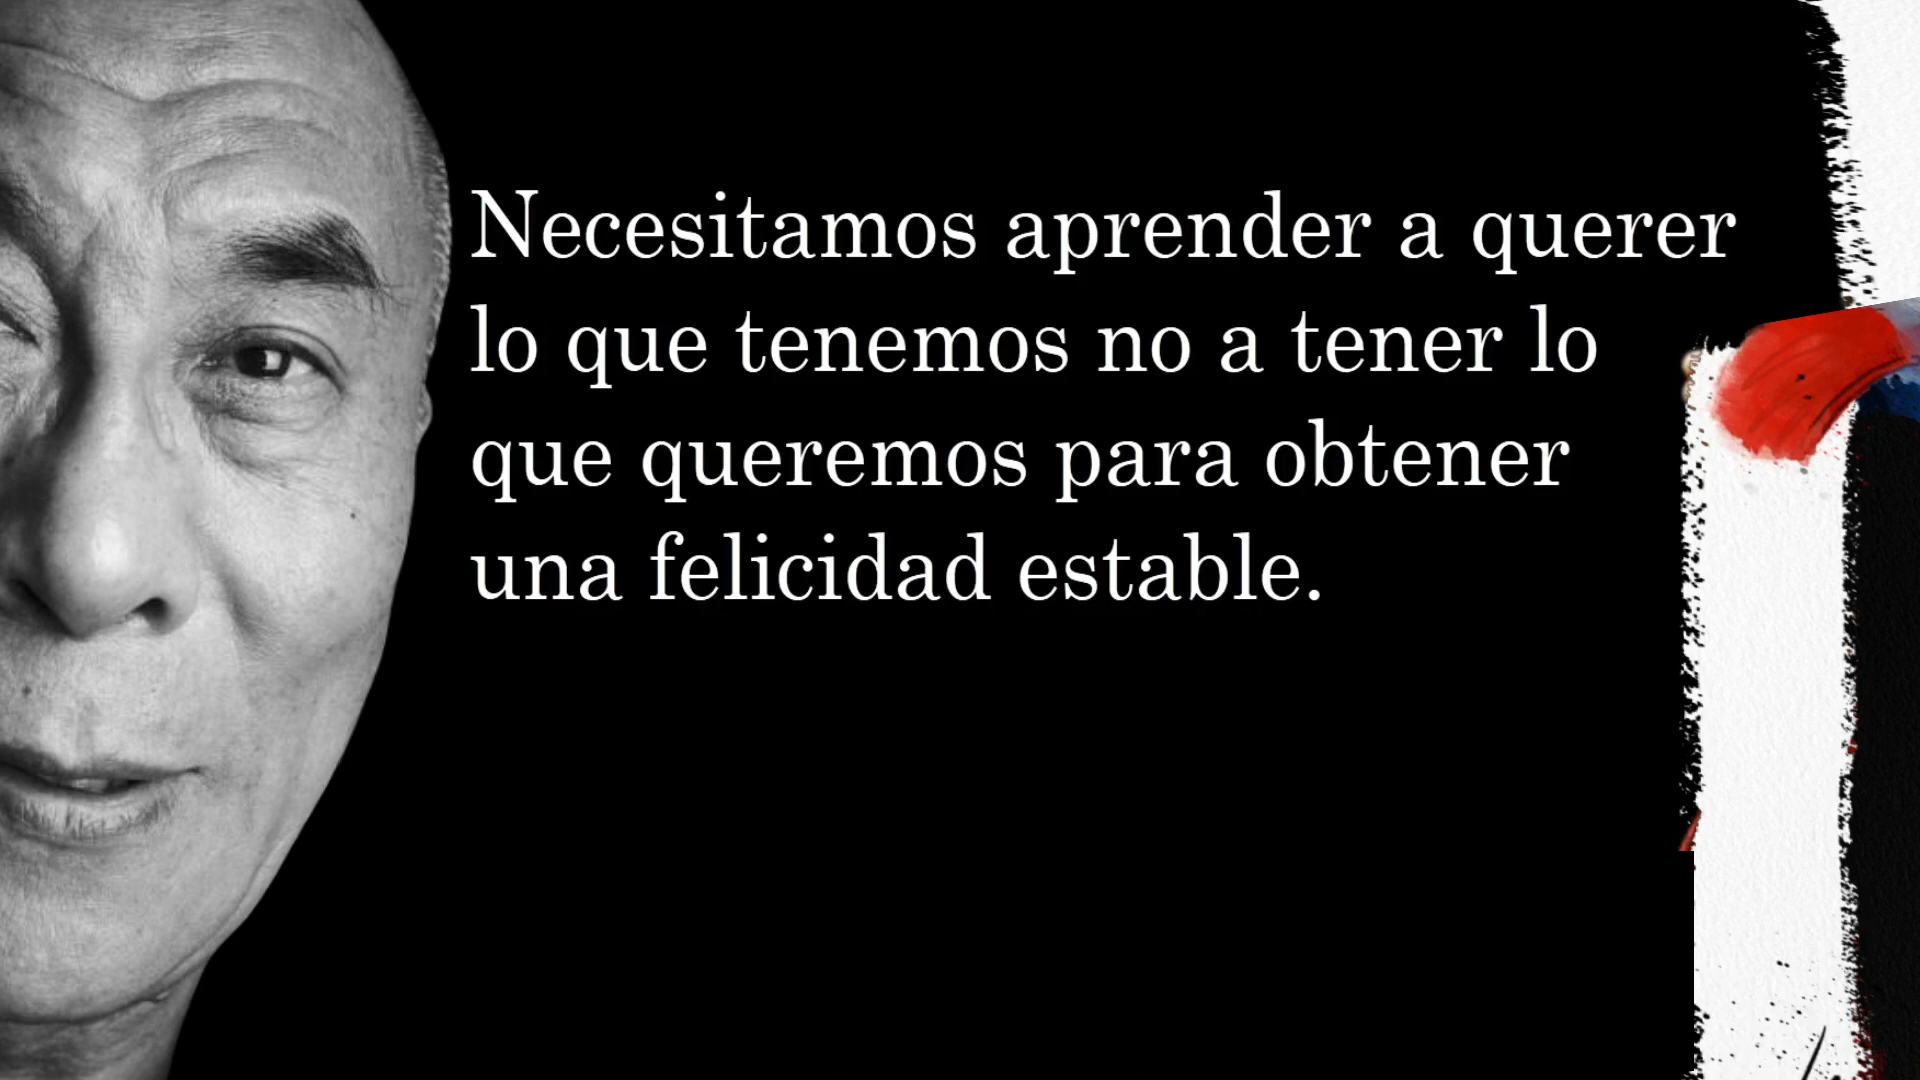 Necesitamos aprender a querer
lo que tenemos no a tener lo
que queremos para obtener
una felicidad estable.